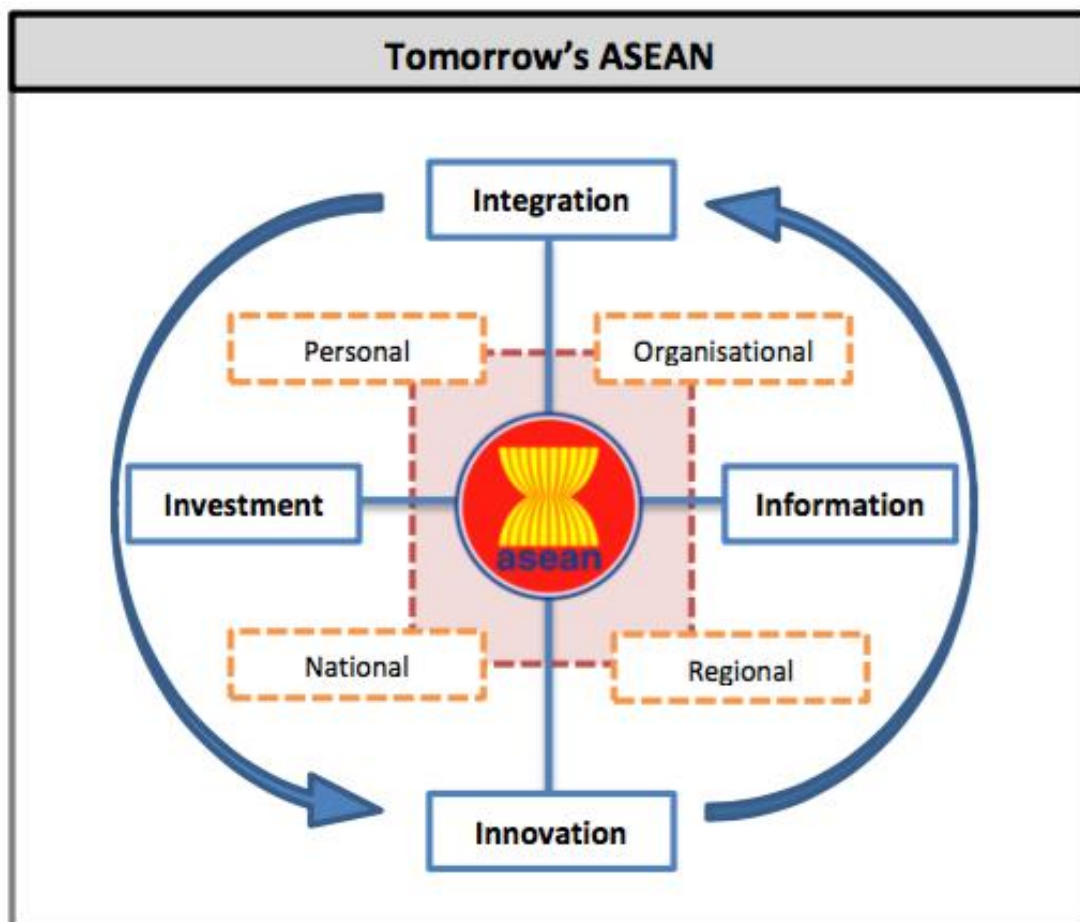 Tomorrow's ASEAN
Integration
Personal
Organisational
Investment
asean
Information
National
Regional
Innovation